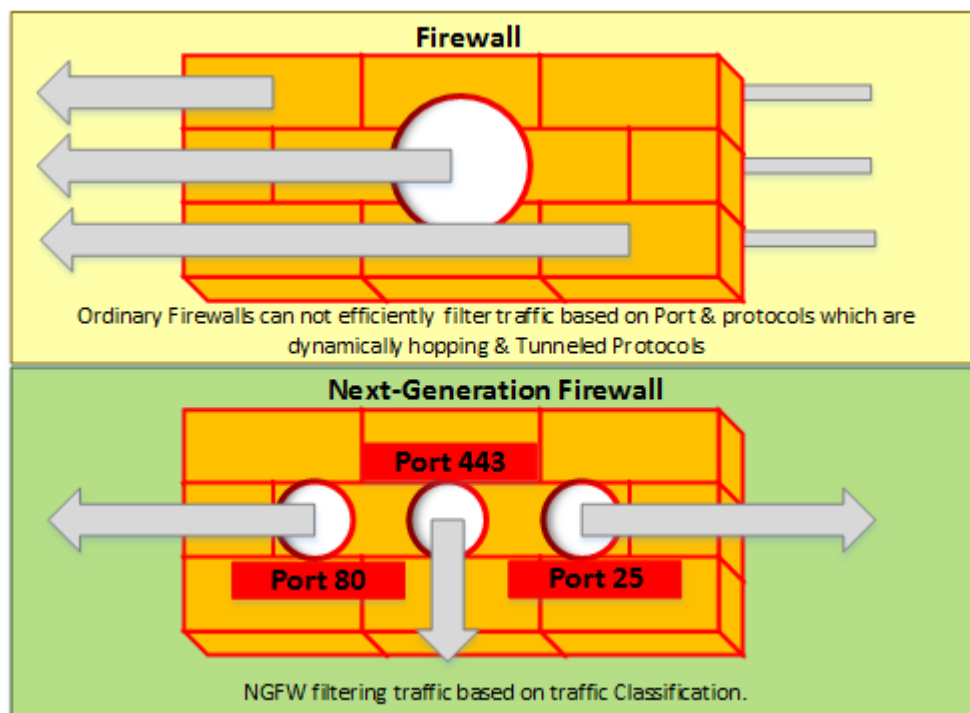 Firewall
Ordinary Firewalls can not efficiently filter traffic based on Port & protocols which are
dynamically hopping & Tunneled Protocols
Next-Generation Firewall
Port 443
Port 80
Port 25
NGFW filtering traffic based on traffic Classification.